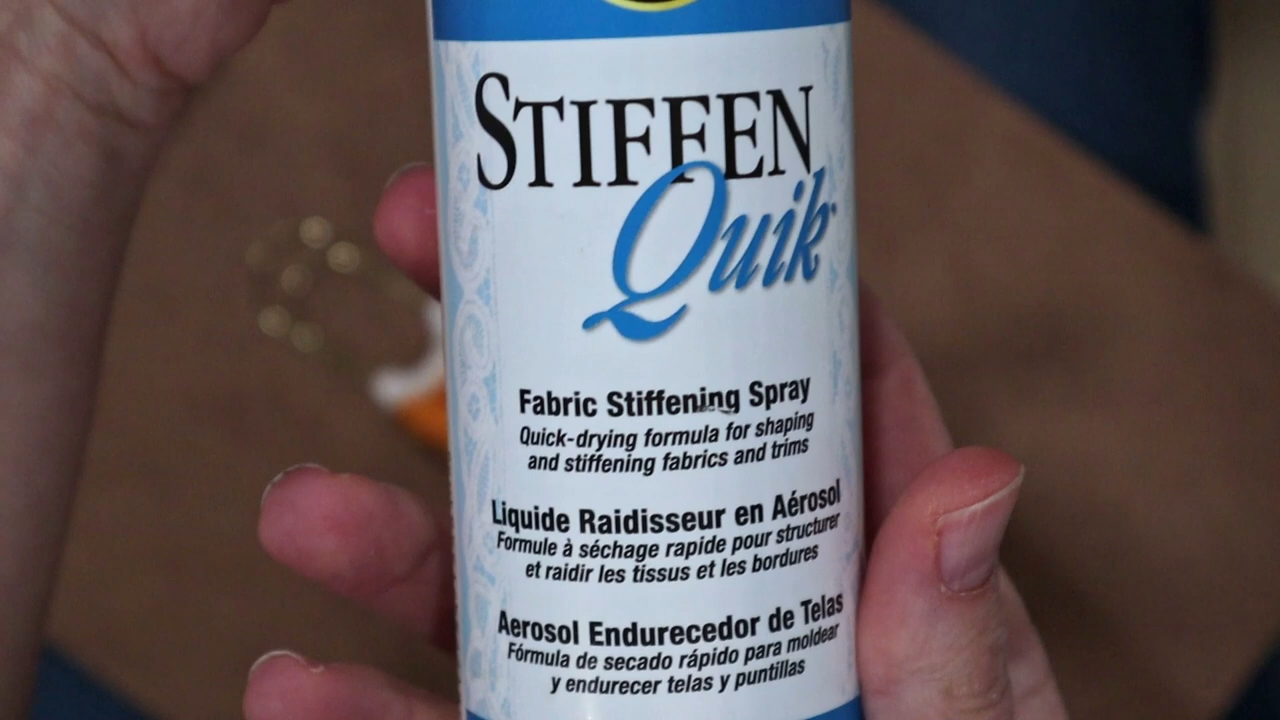 STIFFEN
Quik
Fabric Stiffening Spray
Quick-drying formula for shaping
and stiffening fabrics and trims
Liquide Raidisseur en Aérosol
Formule à séchage rapide pour structurer
et raidir les tissus et les bordures
Aerosol Endurecedor de Telas
Fórmula de secado rápido para moldear
y endurecer telas y puntillas